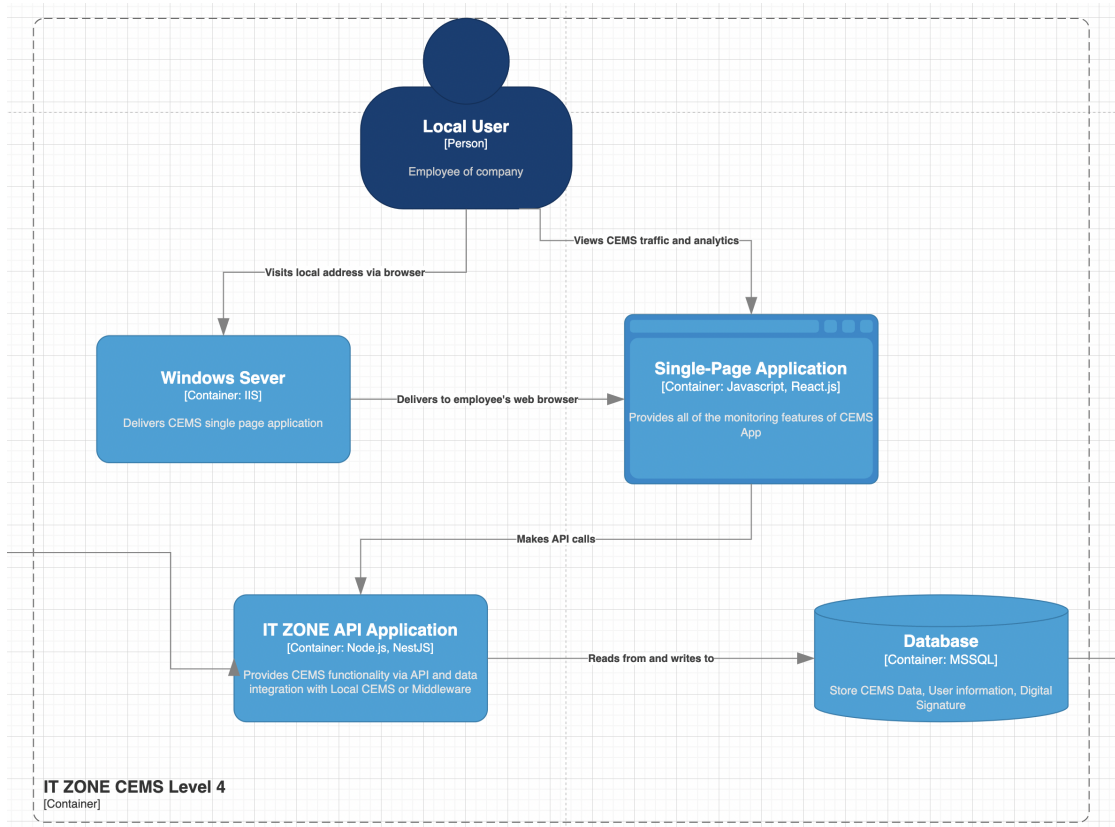 Local User
[Person]
Employee of company
Views CEMS traffic and analytics
Visits local address via browser
Windows Sever
[Container: IIS]
Delivers CEMS single page application
Delivers to employee's web browser
Single-Page Application
[Container: Javascript, React.js]
Provides all of the monitoring features of CEMS
App
Makes API calls
IT ZONE API Application
[Container: Node.js, NestJS]
Provides CEMS functionality via API and data
integration with Local CEMS or Middleware
Reads from and writes to
Database
[Container: MSSQL]
Store CEMS Data, User information, Digital
Signature
IT ZONE CEMS Level 4
[Container]